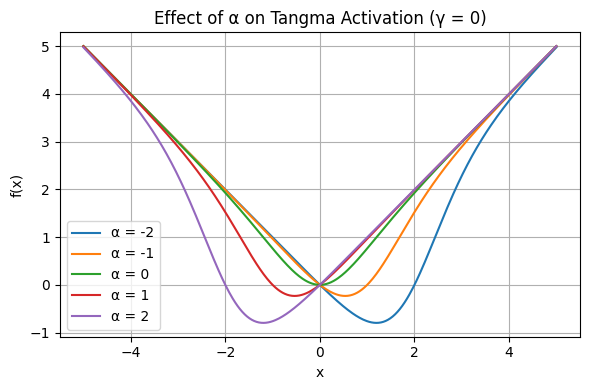 Effect of α on Tangma Activation (γ = 0)
5
4
3
2
1
0
−1
f(x)
α = -2
α = -1
α = 0
α = 1
α = 2
−4
−2
0
2
4
x